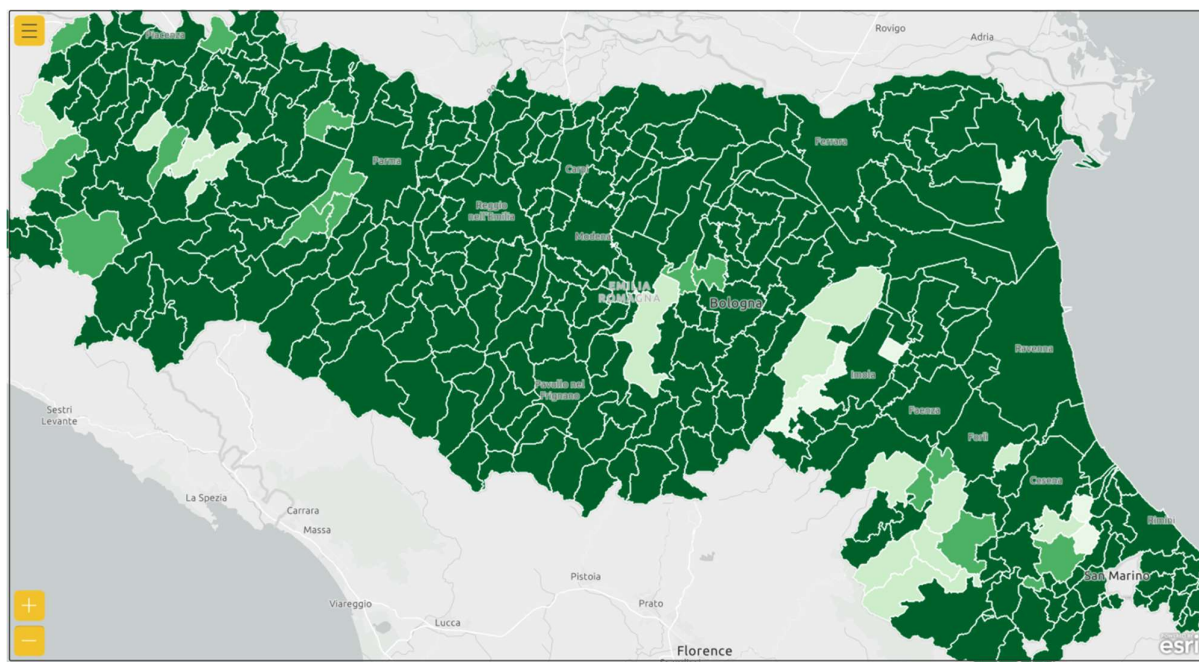 Rovigo
Adria
Piacenza
Ferrara
Parma
Carpi
Reggio
nell'Emilia
Modena
EMILIA
ROMAGNA
Bologna
Ravenna
Imola
Pavullo nel
Frignano
Faenza
Forlì
Cesena
Rimini
San Marino
Sestri
Levante
La Spezia
Carrara
Massa
Pistoia
Prato
Viareggio
Lucca
Florence
esri